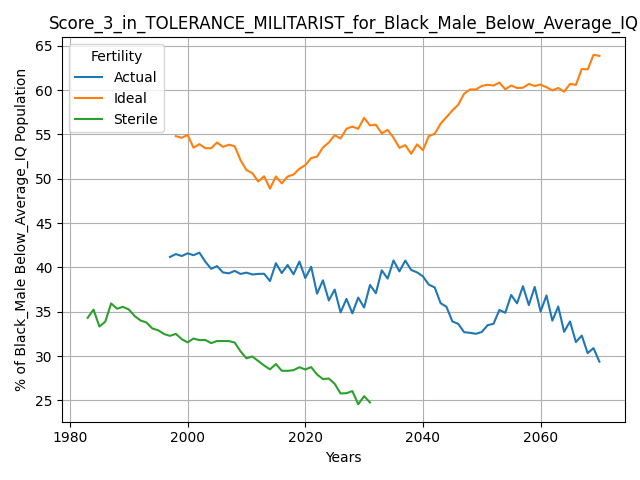 Score_3_in_TOLERANCE_MILITARIST_for_Black_Male_Below_Average_IQ
% of Black_Male Below_Average_IQ Population
65
60
55
50
45
40
35
30
25
Fertility
Actual
Ideal
Sterile
1980
2000
2020
2040
2060
Years